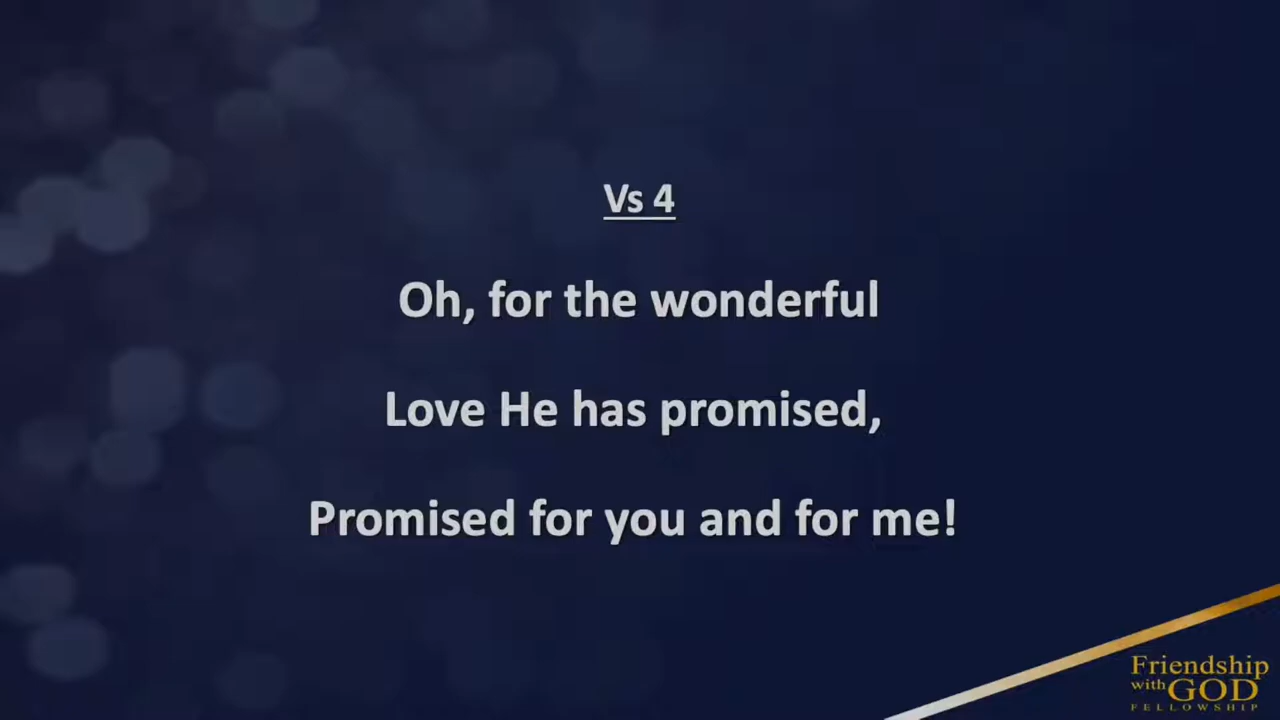 Vs 4
Oh, for the wonderful
Love He has promised,
Promised for you and for me!
Friendship
with GOD
FELLOWSHIP